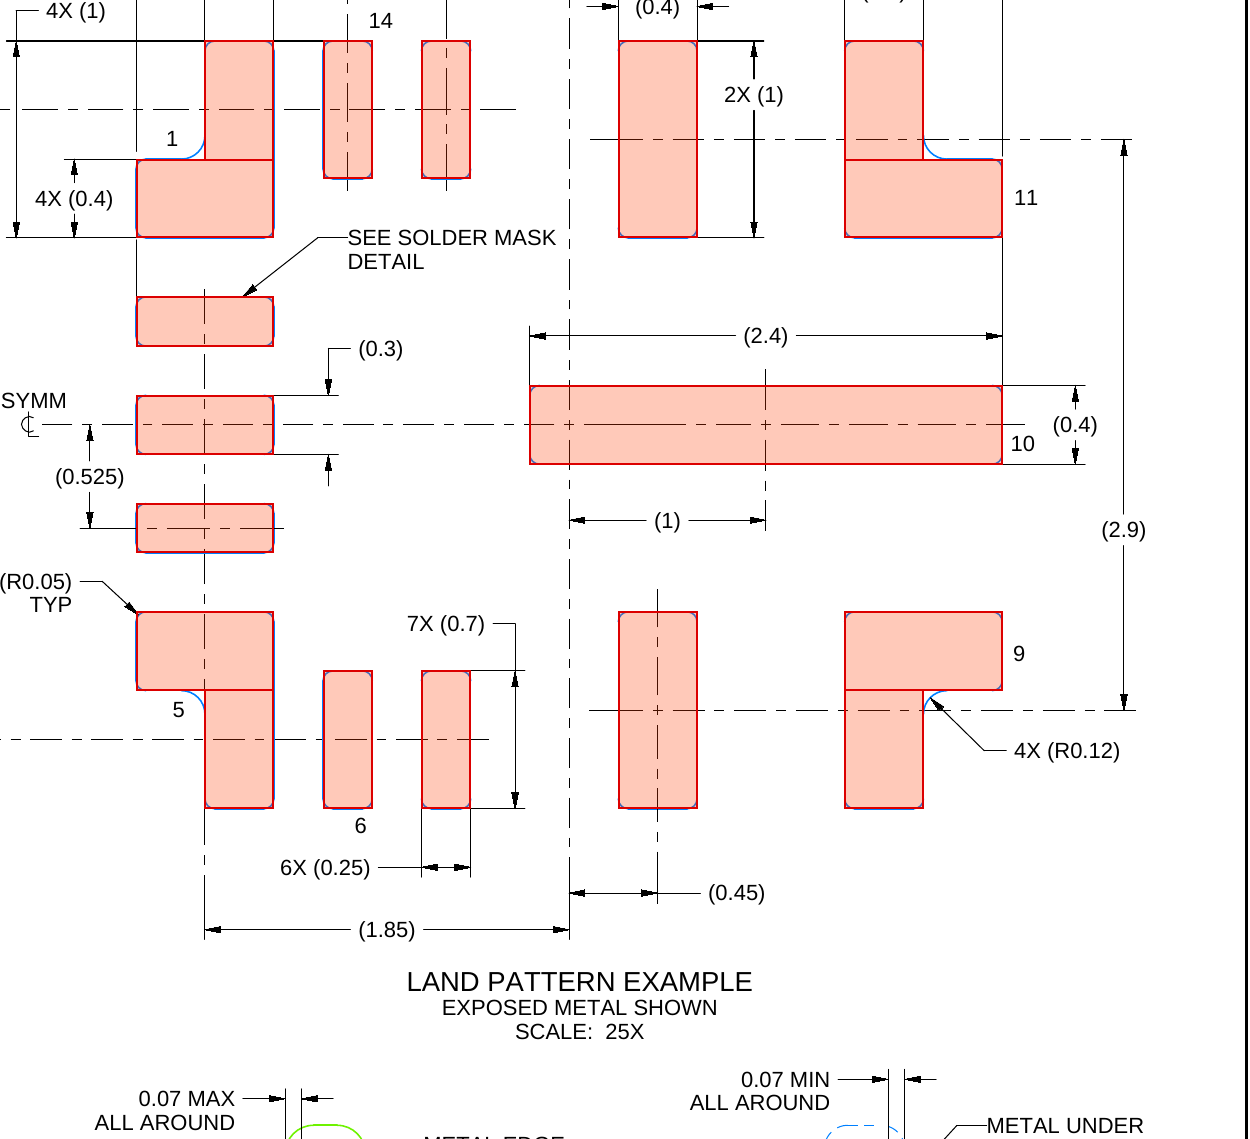 4X (1)
14
(0.4)
2X (1)
1
4X (0.4)
11
SEE SOLDER MASK
DETAIL
(2.4)
(0.3)
SYMM
(0.4)
10
(0.525)
(1)
(2.9)
(R0.05)
TYP
7X (0.7)
9
5
4X (R0.12)
6
6X (0.25)
(0.45)
(1.85)
LAND PATTERN EXAMPLE
EXPOSED METAL SHOWN
SCALE: 25X
0.07 MAX
ALL AROUND
0.07 MIN
ALL AROUND
METAL UNDER
METAL EDGE